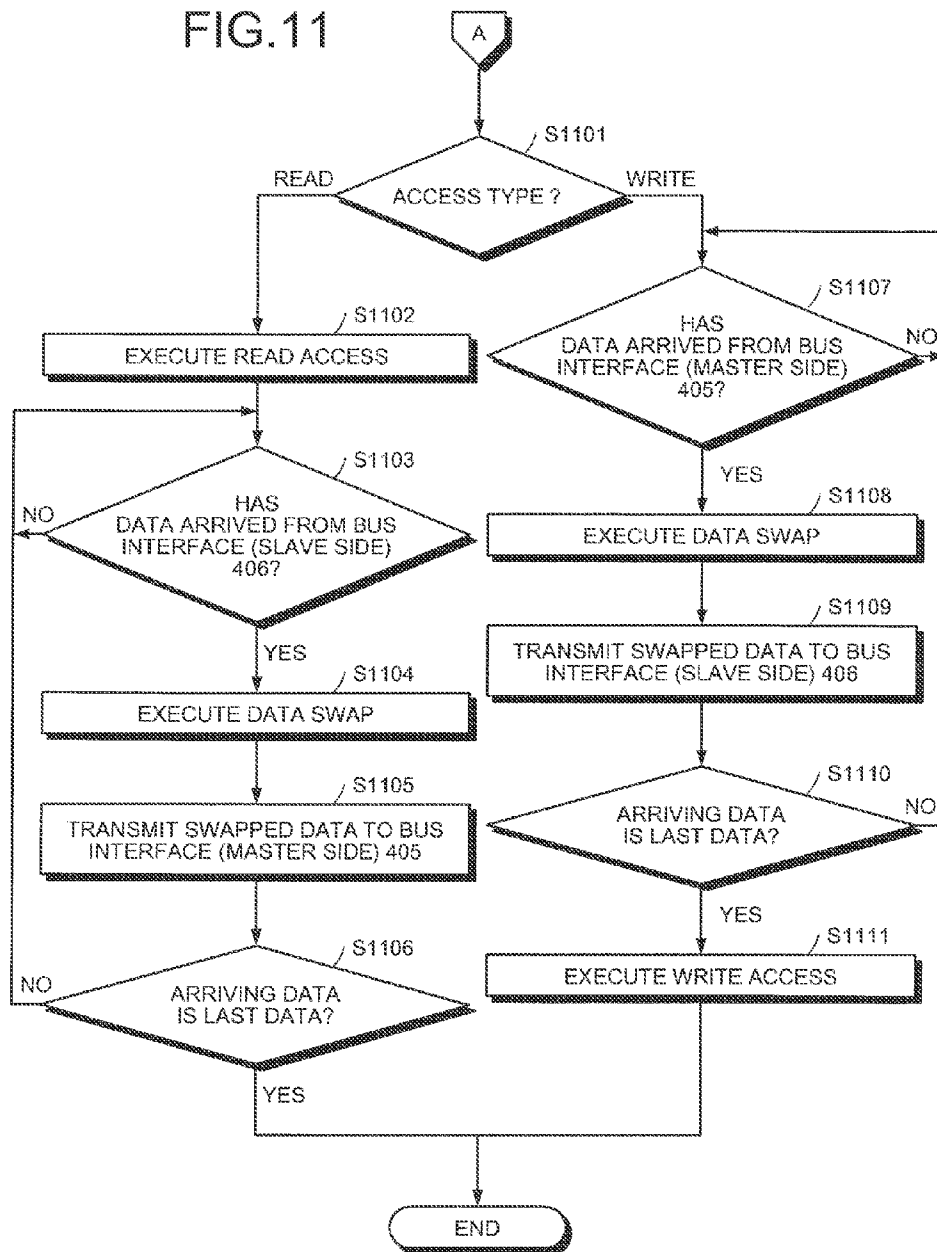 FIG.11
A
S1101
ACCESS TYPE ?
READ
WRITE
S1102
EXECUTE READ ACCESS
S1103
HAS
DATA ARRIVED FROM BUS
INTERFACE (SLAVE SIDE)
406?
NO
YES
S1104
EXECUTE DATA SWAP
S1105
TRANSMIT SWAPPED DATA TO BUS
INTERFACE (MASTER SIDE) 405
S1106
ARRIVING DATA
IS LAST DATA?
NO
YES
S1107
HAS
DATA ARRIVED FROM BUS
INTERFACE (MASTER SIDE)
405?
NO
YES
S1108
EXECUTE DATA SWAP
S1109
TRANSMIT SWAPPED DATA TO BUS
INTERFACE (SLAVE SIDE) 406
S1110
ARRIVING DATA
IS LAST DATA?
NO
YES
S1111
EXECUTE WRITE ACCESS
END